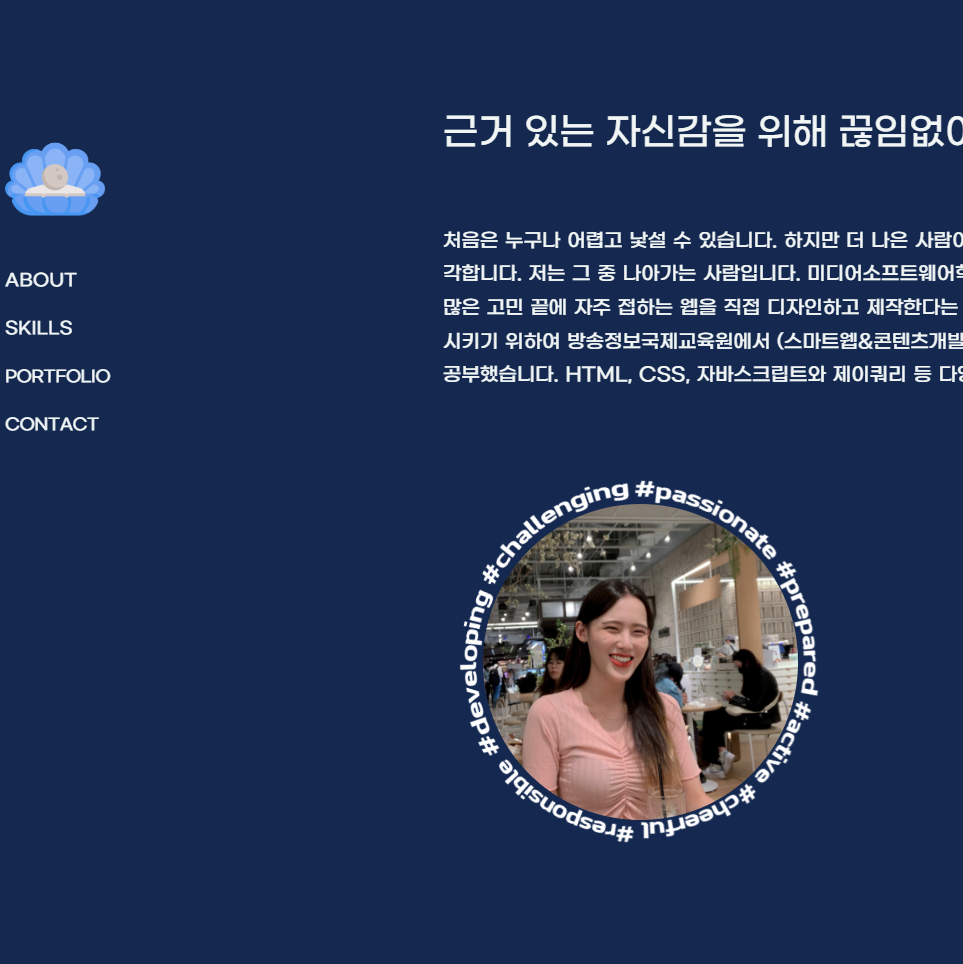 근거 있는 자신감을 위해 끊임없이
ABOUT
SKILLS
PORTFOLIO
CONTACT
처음은 누구나 어렵고 낯설 수 있습니다. 하지만 더 나은 사람이
각합니다. 저는 그 중 나아가는 사람입니다. 미디어소프트웨어학
많은 고민 끝에 자주 접하는 웹을 직접 디자인하고 제작한다는
시키기 위하여 방송정보국제교육원에서 (스마트웹&콘텐츠개발
공부했습니다. HTML, CSS, 자바스크립트와 제이쿼리 등 다양
#challenging #passionate #prepared #active #cheerful #responsible #developing